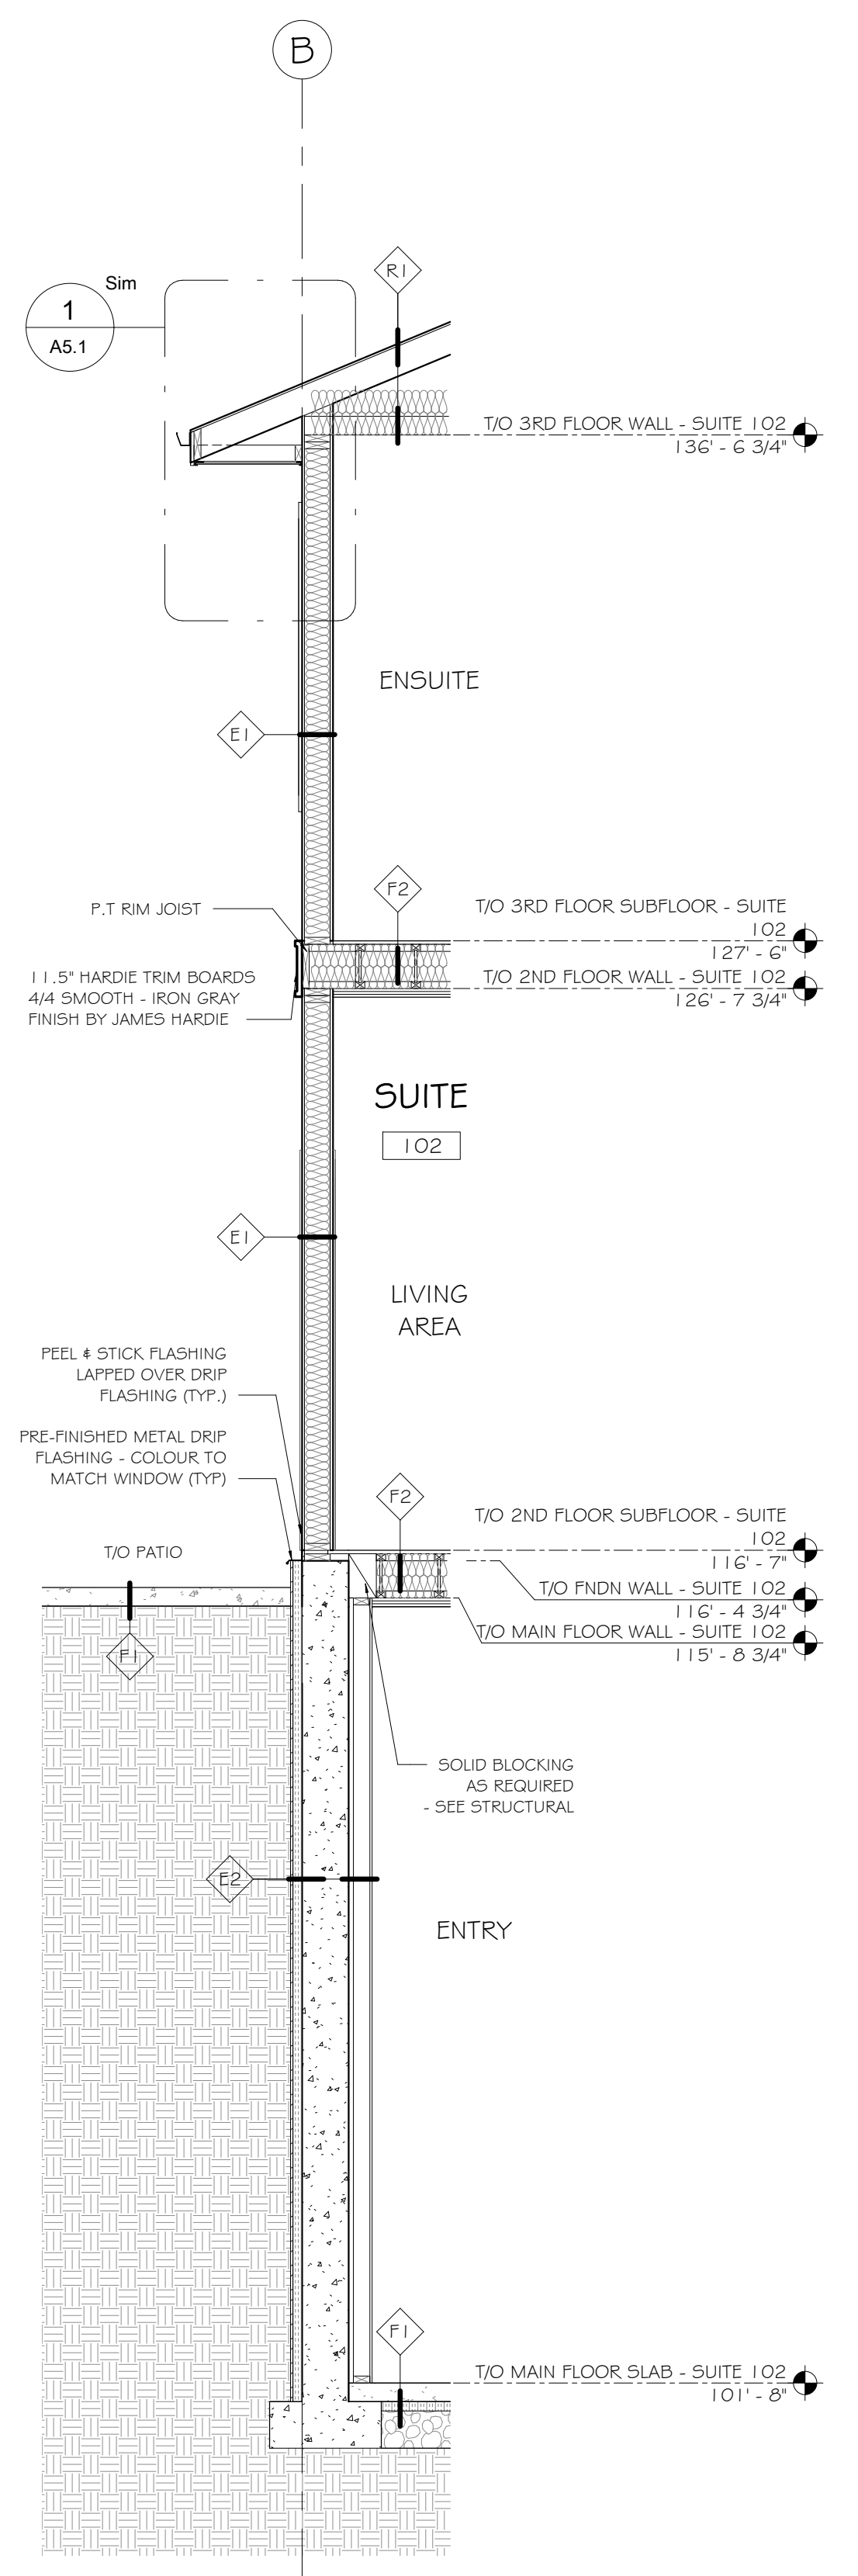 B
Sim
1
A5.1
R1
T/O 3RD FLOOR WALL - SUITE 102
136' - 6 3/4"
ENSUITE
E1
P.T RIM JOIST
F2
T/O 3RD FLOOR SUBFLOOR - SUITE
102
127' - 6"
T/O 2ND FLOOR WALL - SUITE 102
126' - 7 3/4"
11.5" HARDIE TRIM BOARDS
4/4 SMOOTH - IRON GRAY
FINISH BY JAMES HARDIE
SUITE
102
E1
LIVING
AREA
PEEL & STICK FLASHING
LAPPED OVER DRIP
FLASHING (TYP.)
PRE-FINISHED METAL DRIP
FLASHING - COLOUR TO
MATCH WINDOW (TYP)
F2
T/O 2ND FLOOR SUBFLOOR - SUITE
102
116' - 7"
T/O PATIO
T/O FNDN WALL - SUITE 102
116' - 4 3/4"
T/O MAIN FLOOR WALL - SUITE 102
115' - 8 3/4"
F1
SOLID BLOCKING
AS REQUIRED
- SEE STRUCTURAL
E2
ENTRY
F1
T/O MAIN FLOOR SLAB - SUITE 102
101' - 8"